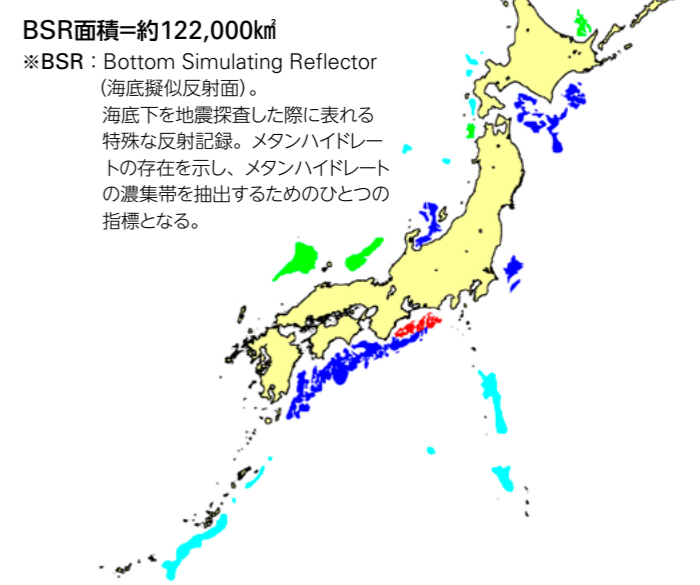 BSR面積=約122,000㎢
※BSR：Bottom Simulating Reflector
（海底擬似反射面）。
海底下を地震探査した際に表れる
特殊な反射記録。メタンハイドレー
トの存在を示し、メタンハイドレート
の濃集帯を抽出するためのひとつの
指標となる。